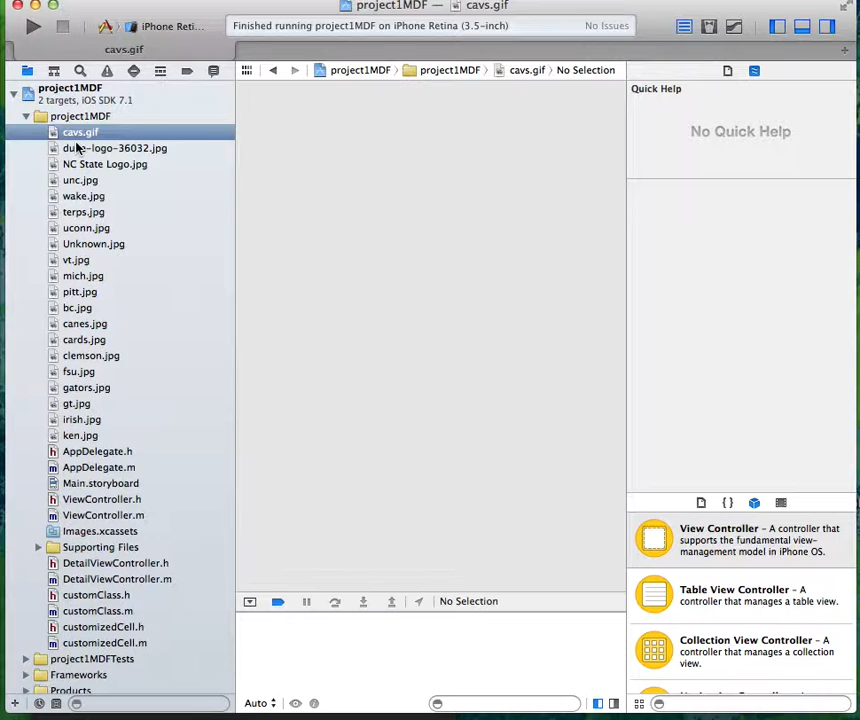 project1MDF — cavs.gif
iPhone Reti...
Finished running project1MDF on iPhone Retina (3.5-inch) No Issues
cavs.gif
project1MDF
project1MDF
cavs.gif
No Selection
project1MDF
2 targets, iOS SDK 7.1
project1MDF
cavs.gif
duke-logo-36032.jpg
NC State Logo.jpg
unc.jpg
wake.jpg
terps.jpg
uconn.jpg
Unknown.jpg
vt.jpg
mich.jpg
pitt.jpg
bc.jpg
canes.jpg
cards.jpg
clemson.jpg
fsu.jpg
gators.jpg
gt.jpg
irish.jpg
ken.jpg
AppDelegate.h
AppDelegate.m
Main.storyboard
ViewController.h
ViewController.m
Images.xcassets
Supporting Files
DetailViewController.h
DetailViewController.m
customClass.h
customClass.m
customizedCell.h
customizedCell.m
project1MDFTests
Frameworks
Products
No Selection
Auto
Quick Help
No Quick Help
View Controller – A controller
that supports the fundamental view-
management model in iPhone OS.
Table View Controller – A
controller that manages a table view.
Collection View Controller – A
controller that manages a collection
view.